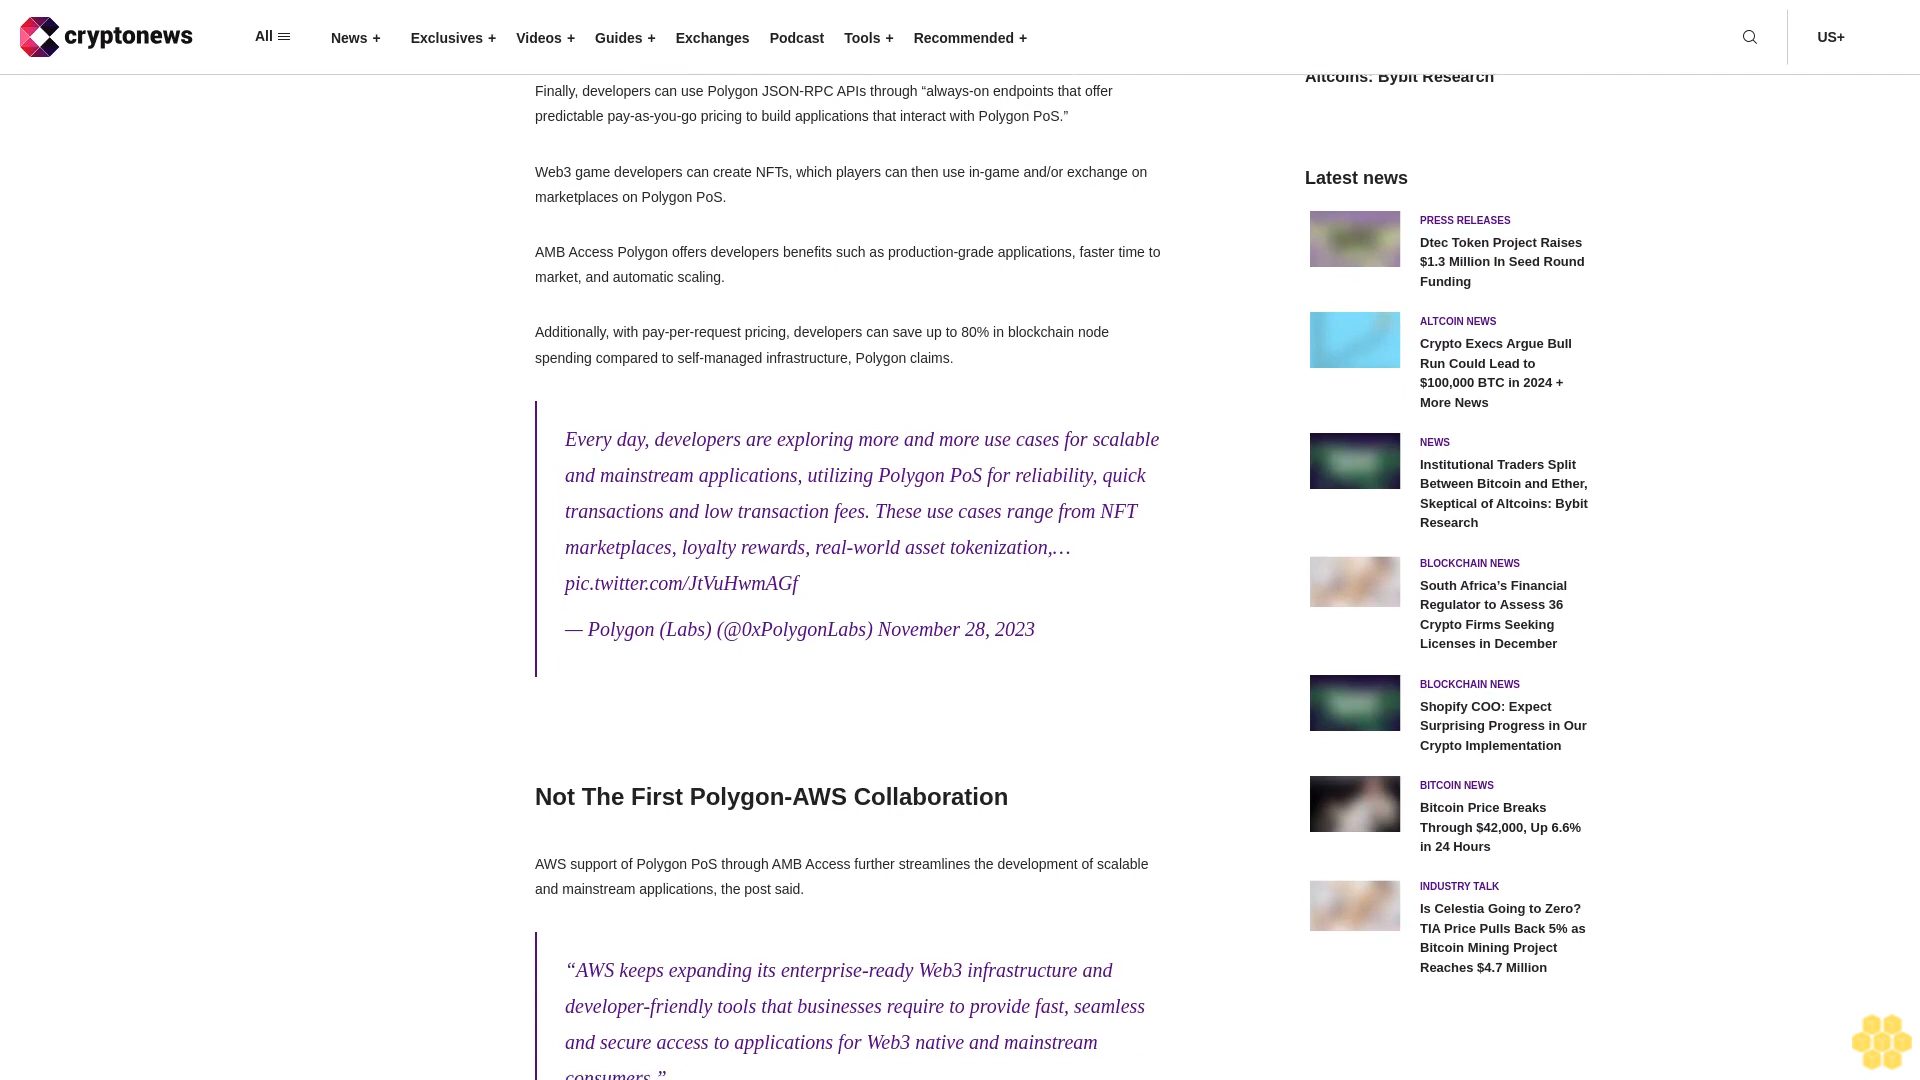 cryptonews
All
News +
Exclusives +
Videos +
Guides +
Exchanges
Podcast
Tools +
Recommended +
US+
Finally, developers can use Polygon JSON-RPC APIs through “always-on endpoints that offer
predictable pay-as-you-go pricing to build applications that interact with Polygon PoS.”
Web3 game developers can create NFTs, which players can then use in-game and/or exchange on
marketplaces on Polygon PoS.
AMB Access Polygon offers developers benefits such as production-grade applications, faster time to
market, and automatic scaling.
Additionally, with pay-per-request pricing, developers can save up to 80% in blockchain node
spending compared to self-managed infrastructure, Polygon claims.
Every day, developers are exploring more and more use cases for scalable
and mainstream applications, utilizing Polygon PoS for reliability, quick
transactions and low transaction fees. These use cases range from NFT
marketplaces, loyalty rewards, real-world asset tokenization,…
pic.twitter.com/JtVuHwmAGf
— Polygon (Labs) (@0xPolygonLabs) November 28, 2023
Not The First Polygon-AWS Collaboration
AWS support of Polygon PoS through AMB Access further streamlines the development of scalable
and mainstream applications, the post said.
“AWS keeps expanding its enterprise-ready Web3 infrastructure and
developer-friendly tools that businesses require to provide fast, seamless
and secure access to applications for Web3 native and mainstream
consumers.”
Altcoins: Bybit Research
Latest news
PRESS RELEASES
Dtec Token Project Raises
$1.3 Million In Seed Round
Funding
ALTCOIN NEWS
Crypto Execs Argue Bull
Run Could Lead to
$100,000 BTC in 2024 +
More News
NEWS
Institutional Traders Split
Between Bitcoin and Ether,
Skeptical of Altcoins: Bybit
Research
BLOCKCHAIN NEWS
South Africa’s Financial
Regulator to Assess 36
Crypto Firms Seeking
Licenses in December
BLOCKCHAIN NEWS
Shopify COO: Expect
Surprising Progress in Our
Crypto Implementation
BITCOIN NEWS
Bitcoin Price Breaks
Through $42,000, Up 6.6%
in 24 Hours
INDUSTRY TALK
Is Celestia Going to Zero?
TIA Price Pulls Back 5% as
Bitcoin Mining Project
Reaches $4.7 Million